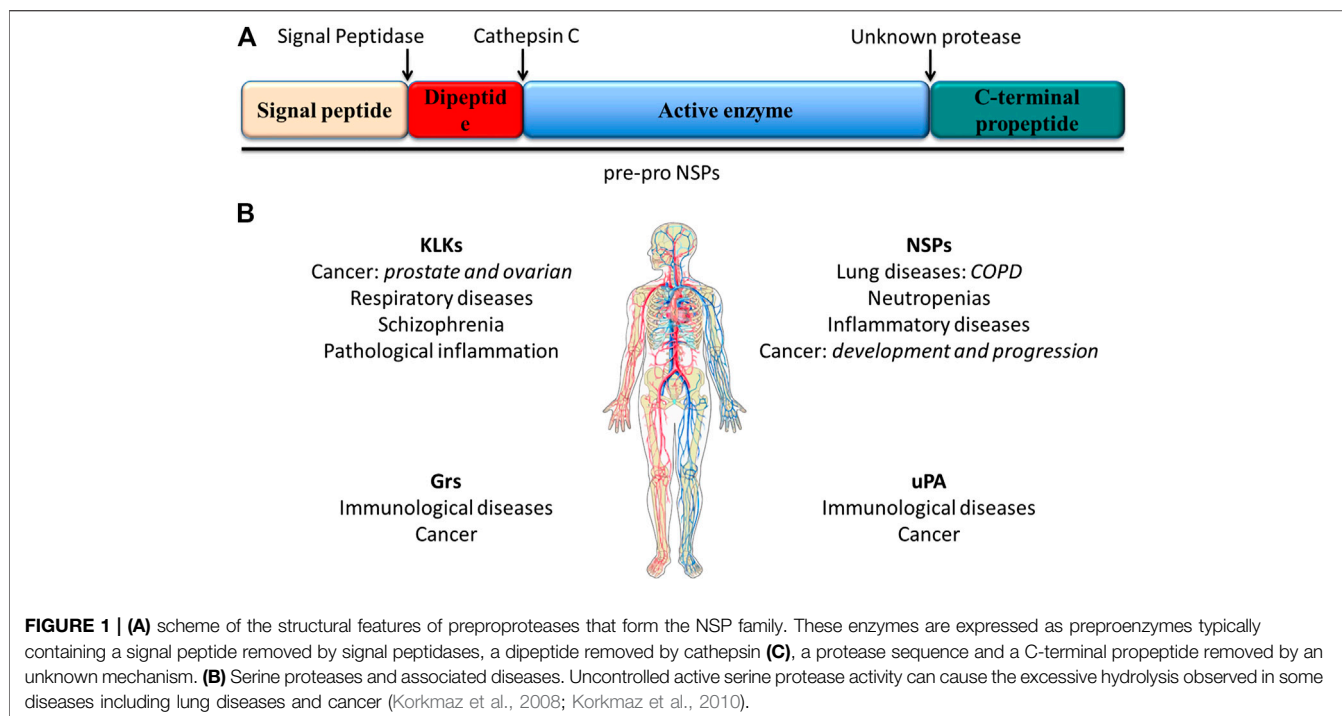 A
Signal Peptidase
Cathepsin C
Unknown protease
Signal peptide
Dipeptid
e
Active enzyme
C-terminal
propeptide
pre-pro NSPs
B
KLKs
Cancer: prostate and ovarian
Respiratory diseases
Schizophrenia
Pathological inflammation
NSPs
Lung diseases: COPD
Neutropenias
Inflammatory diseases
Cancer: development and progression
Grs
Immunological diseases
Cancer
uPA
Immunological diseases
Cancer
FIGURE 1 | (A) scheme of the structural features of preproproteases that form the NSP family. These enzymes are expressed as preproenzymes typically
containing a signal peptide removed by signal peptidases, a dipeptide removed by cathepsin (C), a protease sequence and a C-terminal propeptide removed by an
unknown mechanism. (B) Serine proteases and associated diseases. Uncontrolled active serine protease activity can cause the excessive hydrolysis observed in some
diseases including lung diseases and cancer (Korkmaz et al., 2008; Korkmaz et al., 2010).